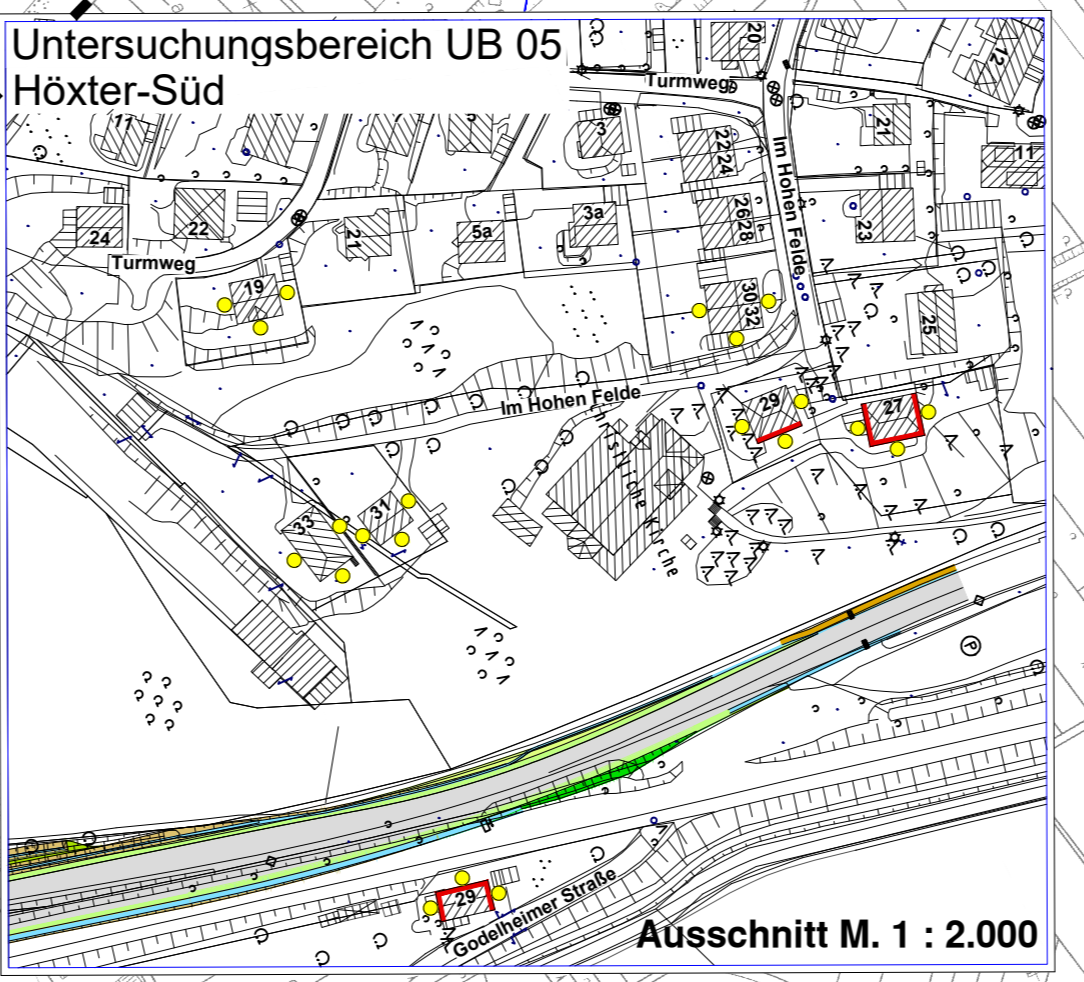 Untersuchungsbereich UB 05
Höxter-Süd
Turmweg
20
12
11
3
22 24
21
11
Im Hohen Felde
24
22
21
5a
3a
26 28
23
Turmweg
19
30 32
25
Im Hohen Felde
29
27
Christliche Kirche
33
31
P
29
Godelheimer Straße
Ausschnitt M. 1 : 2.000